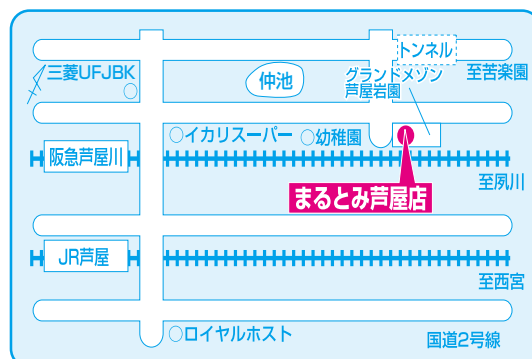 トンネル
三菱UFJBK
至苦楽園
仲池
グランドメゾン
芦屋岩園
イカリスーパー
幼稚園
阪急芦屋川
至夙川
まるとみ芦屋店
JR芦屋
至西宮
ロイヤルホスト
国道2号線